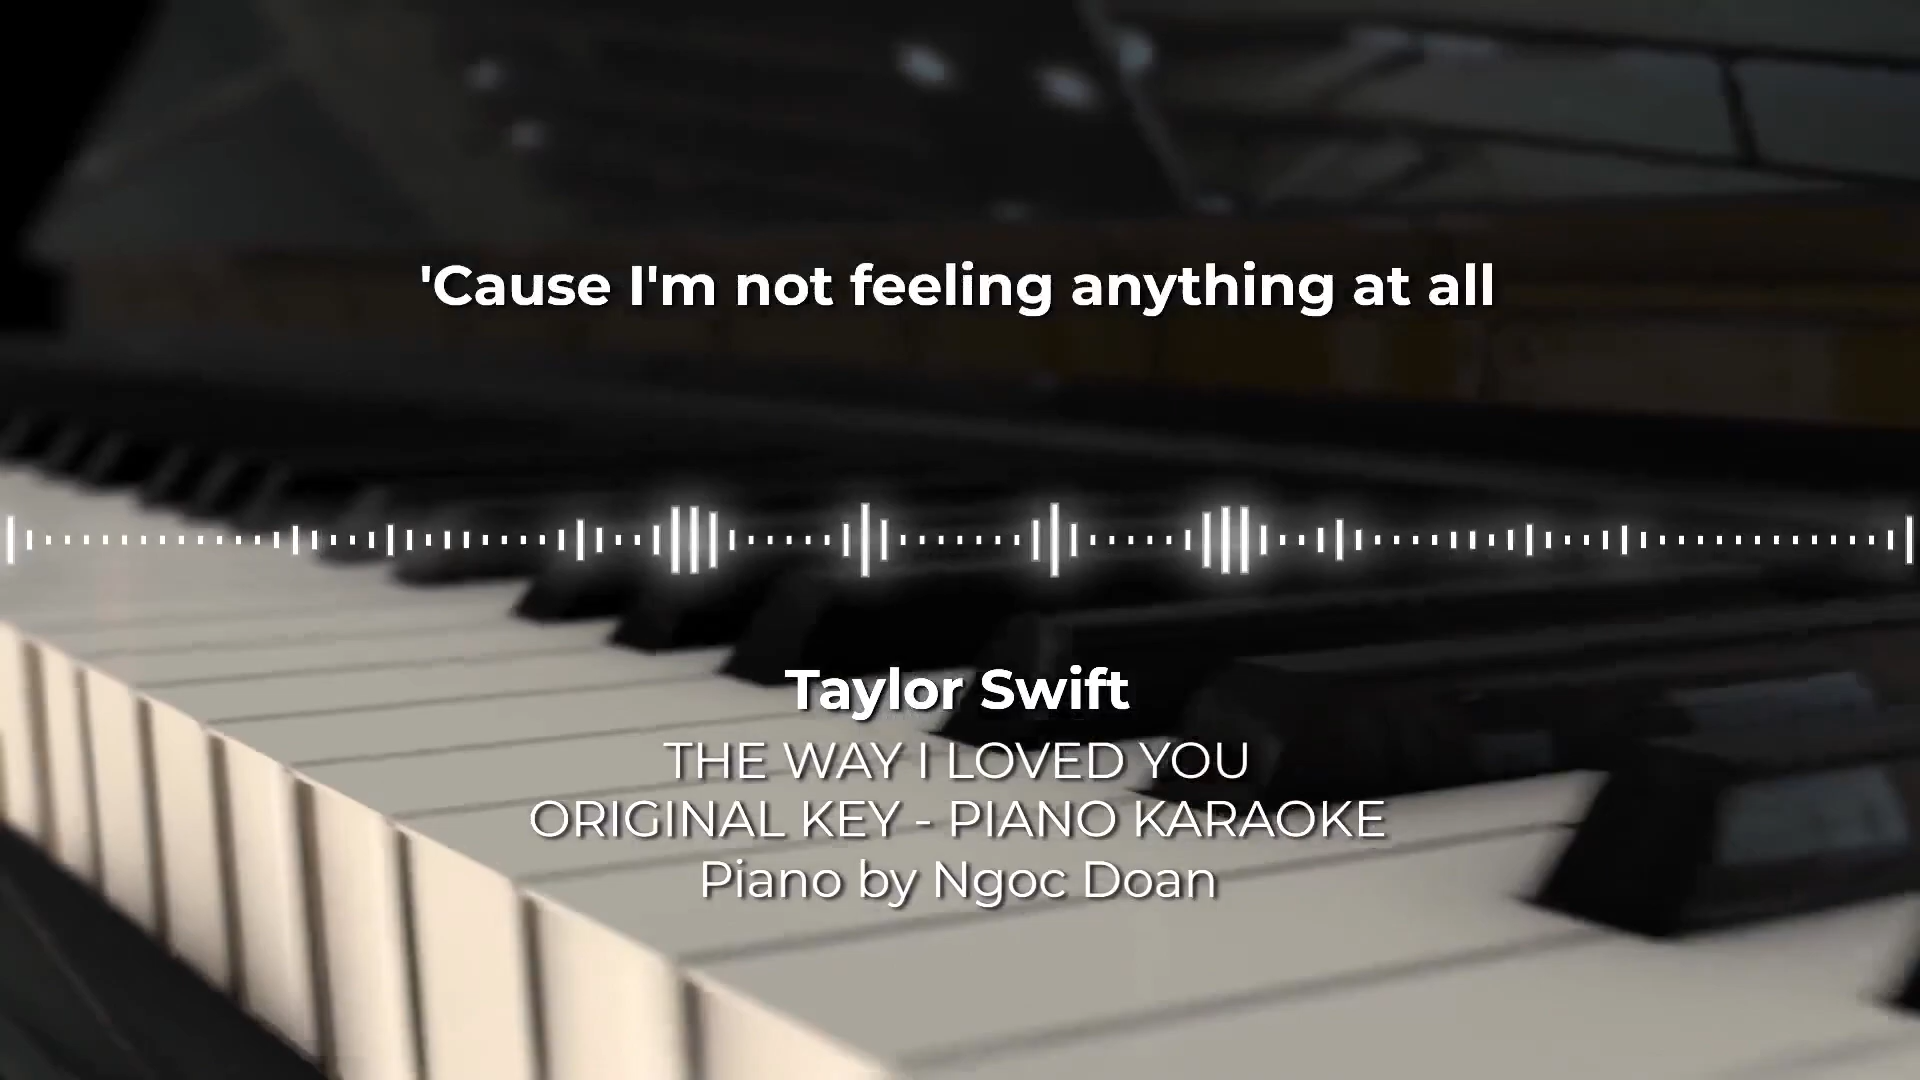 'Cause I'm not feeling anything at all
Taylor Swift
THE WAY I LOVED YOU
ORIGINAL KEY - PIANO KARAOKE
Piano by Ngoc Doan